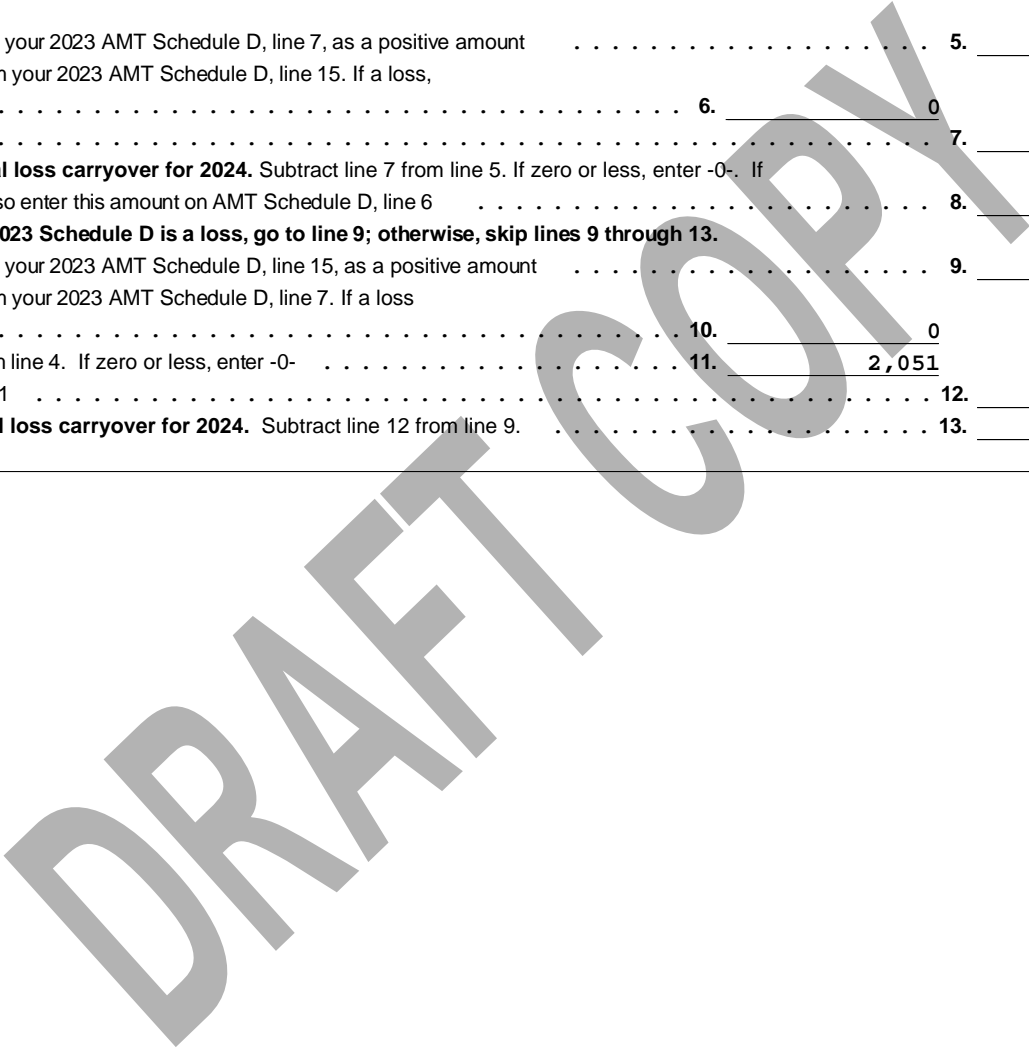 your 2023 AMT Schedule D, line 7, as a positive amount . . . . . . . . . . . . . . . . . . . . 5.
your 2023 AMT Schedule D, line 15. If a loss,
. . . . . . . . . . . . . . . . . . . . . . . . . . . . . . . . . . . . . . . 6. 0
. . . . . . . . . . . . . . . . . . . . . . . . . . . . . . . . . . . . . . . . . . . . . . . . . . . . . 7.
loss carryover for 2024. Subtract line 7 from line 5. If zero or less, enter -0-. If
enter this amount on AMT Schedule D, line 6 . . . . . . . . . . . . . . . . . . . . . . . . . . 8.
Schedule D is a loss, go to line 9; otherwise, skip lines 9 through 13.
your 2023 AMT Schedule D, line 15, as a positive amount . . . . . . . . . . . . . . . . . . . . 9.
your 2023 AMT Schedule D, line 7. If a loss
. . . . . . . . . . . . . . . . . . . . . . . . . . . . . . . . . . . . . . . 10. 0
line 4. If zero or less, enter -0- . . . . . . . . . . . . . . . . . . . . . 11. 2,051
1 . . . . . . . . . . . . . . . . . . . . . . . . . . . . . . . . . . . . . . . . . . . . . . . . . . . 12.
loss carryover for 2024. Subtract line 12 from line 9. . . . . . . . . . . . . . . . . . . . . . 13.
DRAFT COPY